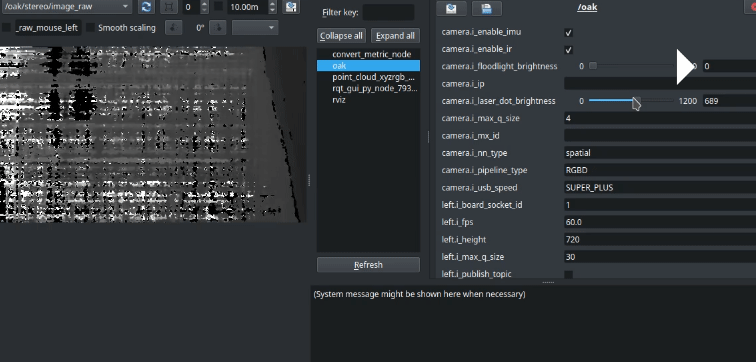 /oak/stereo/image_raw
0
10.00m
_raw_mouse_left
Smooth scaling
0°
Filter key:
Collapse all
Expand all
convert_metric_node
oak
point_cloud_xyzrgb_...
rqt_gui_py_node_793...
rviz
Refresh
/oak
camera.i_enable_imu
camera.i_enable_ir
camera.i_floodlight_brightness 0 0
camera.i_ip
camera.i_laser_dot_brightness 0 1200 689
camera.i_max_q_size 4
camera.i_mx_id
camera.i_nn_type spatial
camera.i_pipeline_type RGBD
camera.i_usb_speed SUPER_PLUS
left.i_board_socket_id 1
left.i_fps 60.0
left.i_height 720
left.i_max_q_size 30
left.i_publish_topic
(System message might be shown here when necessary)